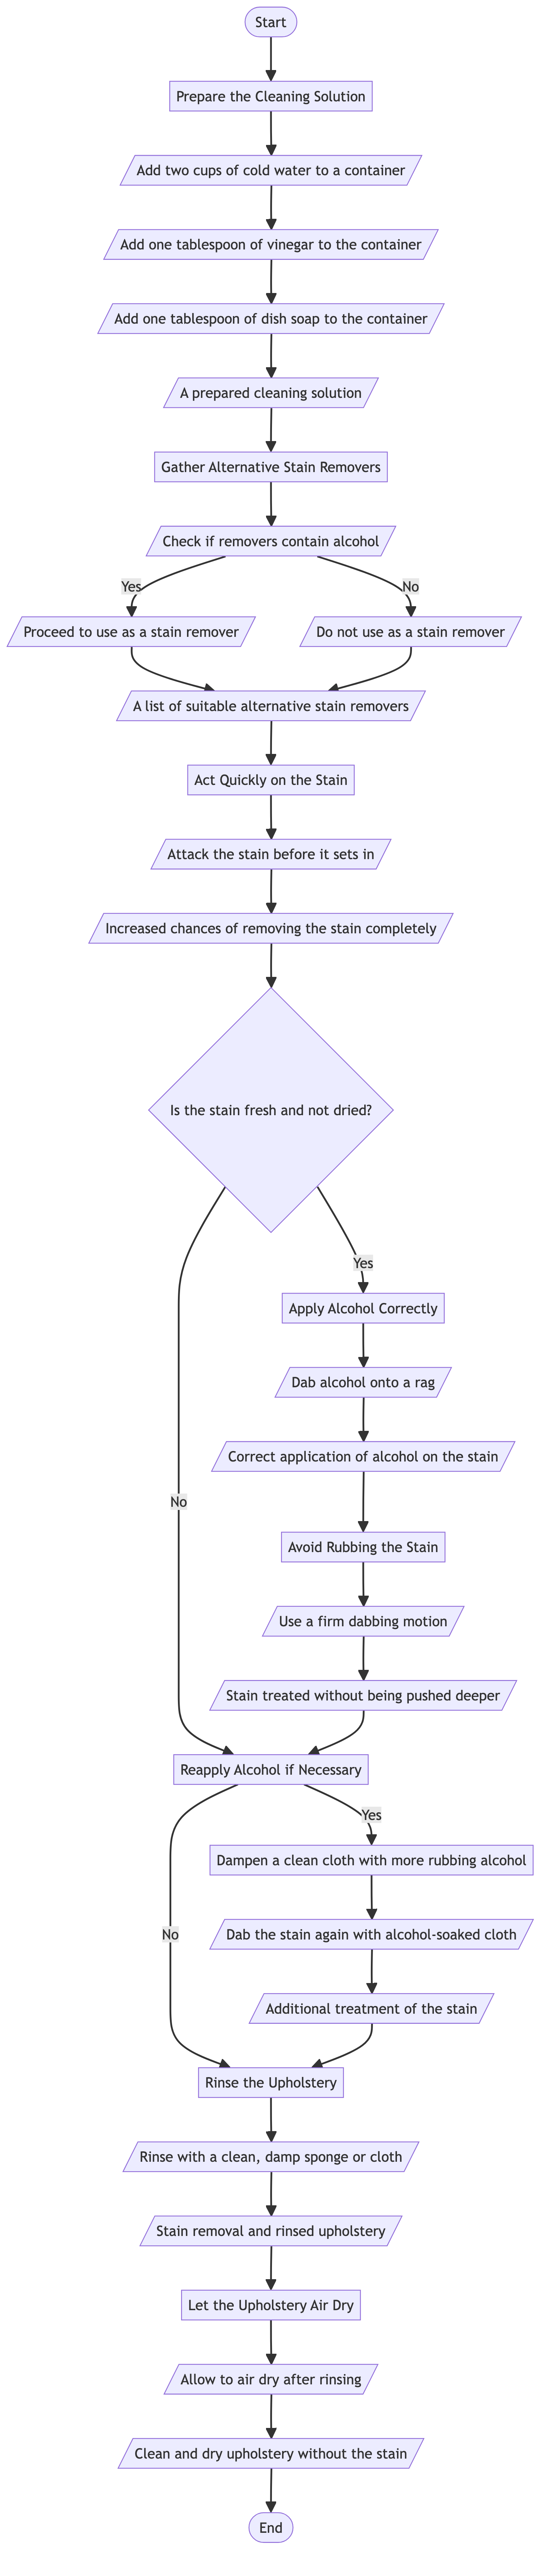 Start
Prepare the Cleaning Solution
Add two cups of cold water to a container
Add one tablespoon of vinegar to the container
Add one tablespoon of dish soap to the container
A prepared cleaning solution
Gather Alternative Stain Removers
Check if removers contain alcohol
Yes
No
Proceed to use as a stain remover
Do not use as a stain remover
A list of suitable alternative stain removers
Act Quickly on the Stain
Attack the stain before it sets in
Increased chances of removing the stain completely
Is the stain fresh and not dried?
Yes
Apply Alcohol Correctly
Dab alcohol onto a rag
Correct application of alcohol on the stain
No
Avoid Rubbing the Stain
Use a firm dabbing motion
Stain treated without being pushed deeper
Reapply Alcohol if Necessary
Yes
Dampen a clean cloth with more rubbing alcohol
Dab the stain again with alcohol-soaked cloth
No
Additional treatment of the stain
Rinse the Upholstery
Rinse with a clean, damp sponge or cloth
Stain removal and rinsed upholstery
Let the Upholstery Air Dry
Allow to air dry after rinsing
Clean and dry upholstery without the stain
End